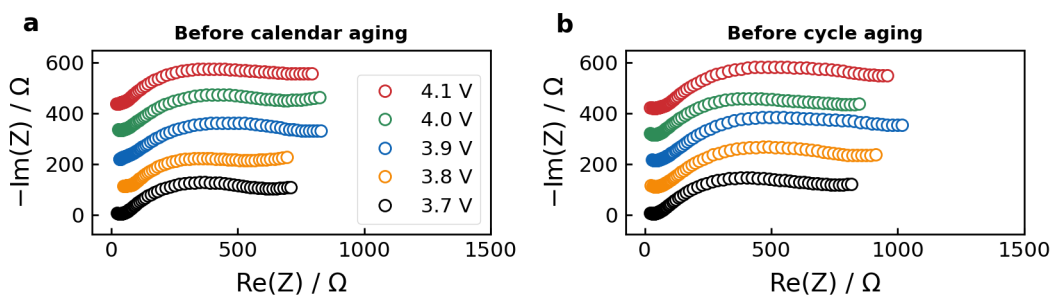 a
Before calendar aging
−Im(Z) / Ω
600
400
200
0
4.1 V
4.0 V
3.9 V
3.8 V
3.7 V
0 500 1000 1500
Re(Z) / Ω
b
Before cycle aging
−Im(Z) / Ω
600
400
200
0
0 500 1000 1500
Re(Z) / Ω